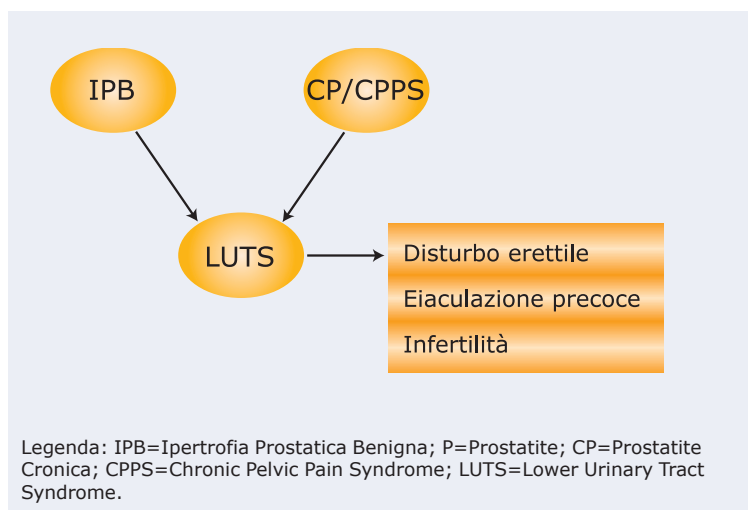 IPB
CP/CPPS
LUTS
Disturbo erettile
Eiaculazione precoce
Infertilità
Legenda: IPB=Ipertrofia Prostatica Benigna; P=Prostatite; CP=Prostatite
Cronica; CPPS=Chronic Pelvic Pain Syndrome; LUTS=Lower Urinary Tract
Syndrome.